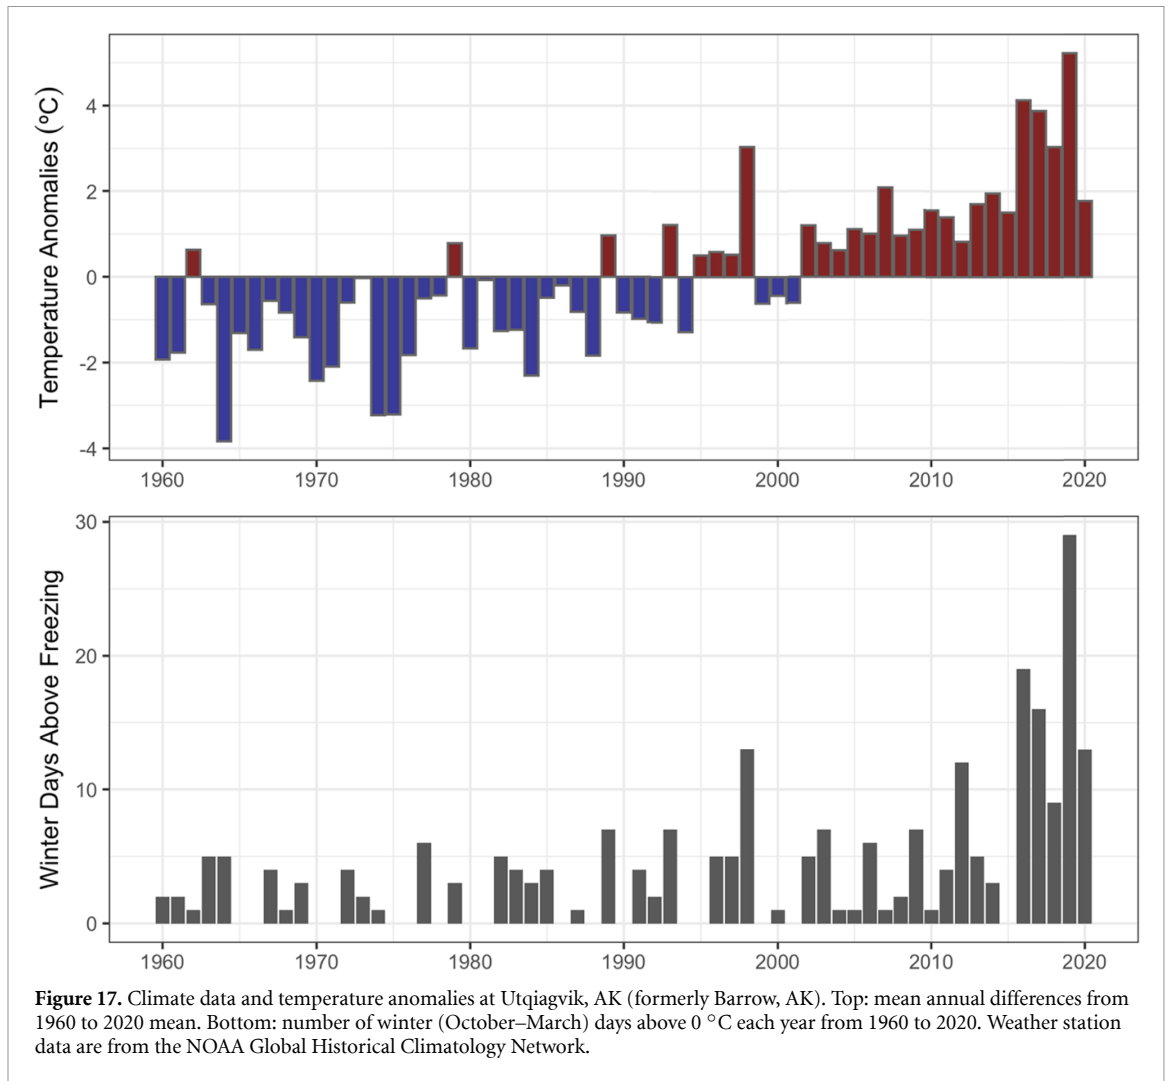 Temperature Anomalies (ºC)
4
2
0
-2
-4
1960 1970 1980 1990 2000 2010 2020
Winter Days Above Freezing
30
20
10
0
1960 1970 1980 1990 2000 2010 2020
Figure 17. Climate data and temperature anomalies at Utqiagvik, AK (formerly Barrow, AK). Top: mean annual differences from
1960 to 2020 mean. Bottom: number of winter (October–March) days above 0 °C each year from 1960 to 2020. Weather station
data are from the NOAA Global Historical Climatology Network.